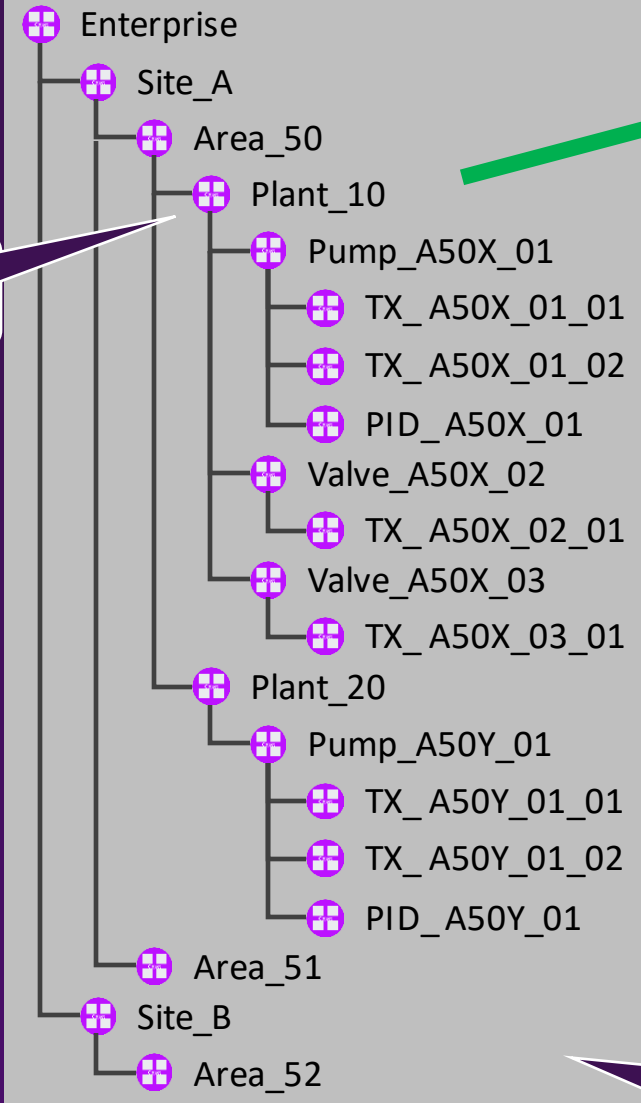 Enterprise
Site_A
Area_50
Plant_10
Pump_A50X_01
TX_ A50X_01_01
TX_ A50X_01_02
PID_ A50X_01
Valve_A50X_02
TX_ A50X_02_01
Valve_A50X_03
TX_ A50X_03_01
Plant_20
Pump_A50Y_01
TX_ A50Y_01_01
TX_ A50Y_01_02
PID_ A50Y_01
Area_51
Site_B
Area_52